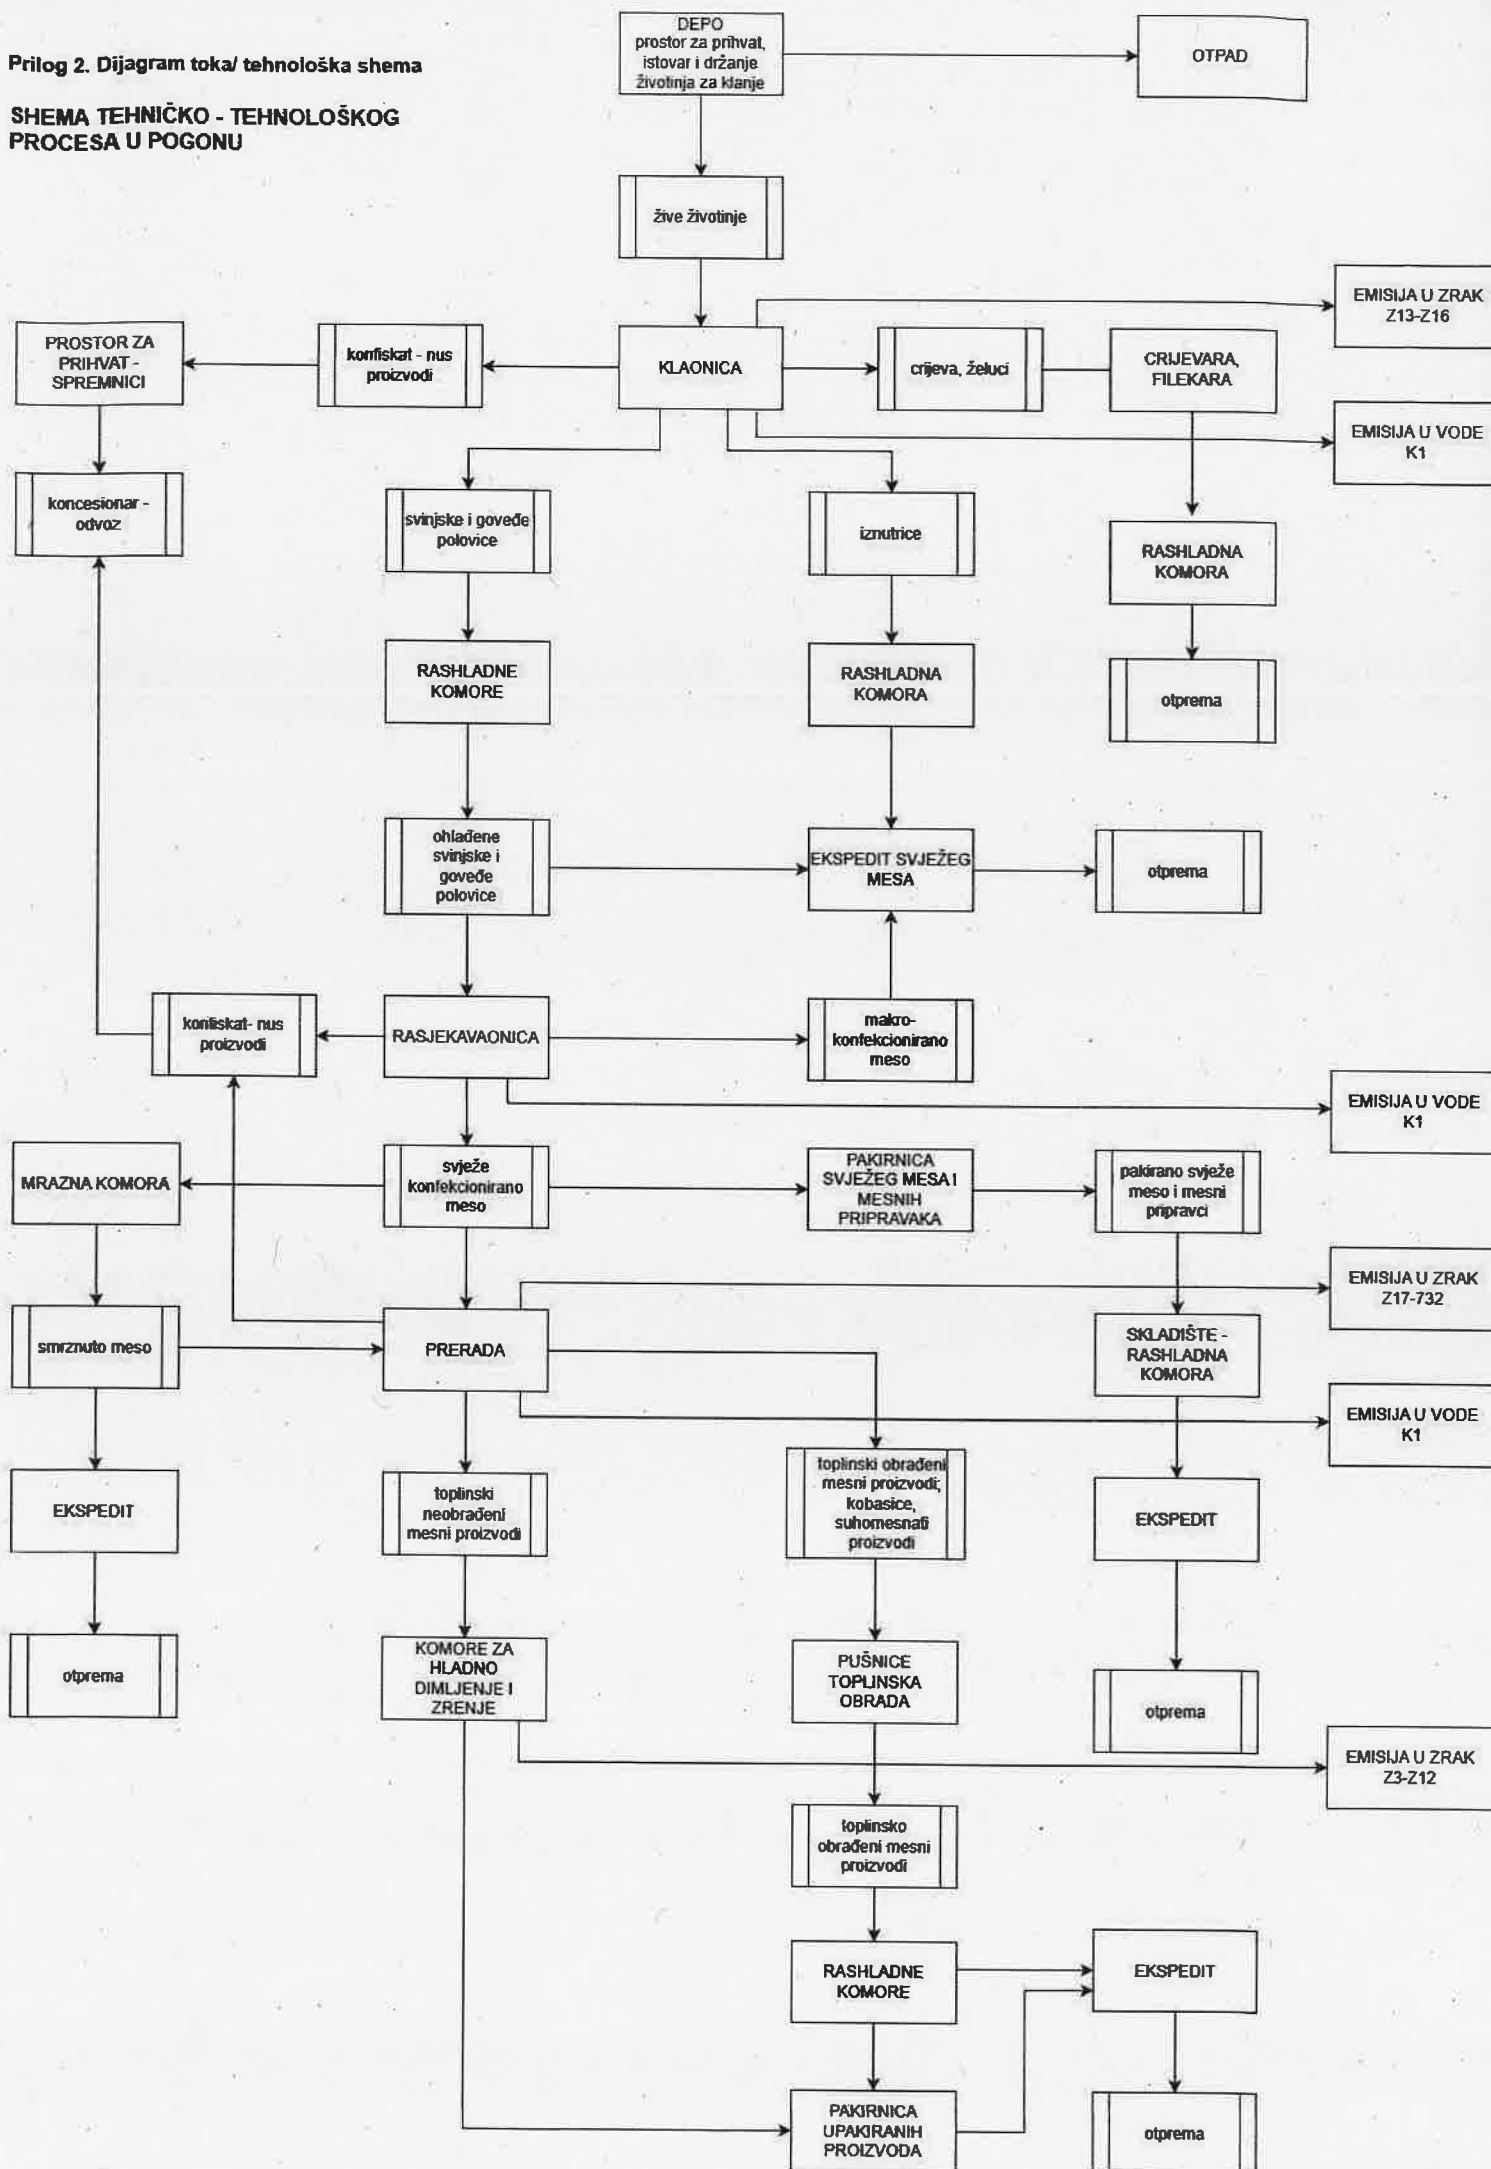 Prilog 2. Dijagram toka/ tehnološka shema
SHEMA TEHNIČKO - TEHNOLOŠKOG
PROCESA U POGONU
DEPO
prostor za prihvat,
istovar i držanje
životinja za klanje
OTPAD
žive životinje
EMISIJA U ZRAK
Z13-Z16
PROSTOR ZA
PRIHVAT -
SPREMNICI
konfiskat - nus
proizvodi
KLAONICA
crijeva, želuci
CRIJEVARA,
FILEKARA
EMISIJA U VODE
K1
koncesionar -
odvoz
svinjske i goveđe
polovice
iznutrice
RASHLADNA
KOMORA
RASHLADNE
KOMORE
RASHLADNA
KOMORA
otprema
ohlađene
svinjske i
goveđe
polovice
EKSPEDIT SVJEŽEG
MESA
otprema
konfiskat- nus
proizvodi
RASJEKAVAONICA
makro-
konfekcionirano
meso
EMISIJA U VODE
K1
MRAZNA KOMORA
svježe
konfekcionirano
meso
PAKIRNICA
SVJEŽEG MESA I
MESNIH
PRIPRAVAKA
pakirano svježe
meso i mesni
pripravci
EMISIJA U ZRAK
Z17-732
smrznuto meso
PRERADA
SKLADIŠTE -
RASHLADNA
KOMORA
EMISIJA U VODE
K1
EKSPEDIT
toplinski
neobrađeni
mesni proizvodi
toplinski obrađeni
mesni proizvodi;
kobasice,
suhomesnati
proizvodi
EKSPEDIT
otprema
KOMORE ZA
HLADNO
DIMLJENJE I
ZRENJE
PUŠNICE
TOPLINSKA
OBRADA
otprema
EMISIJA U ZRAK
Z3-Z12
toplinsko
obrađeni mesni
proizvodi
RASHLADNE
KOMORE
EKSPEDIT
PAKIRNICA
UPAKIRANIH
PROIZVODA
otprema